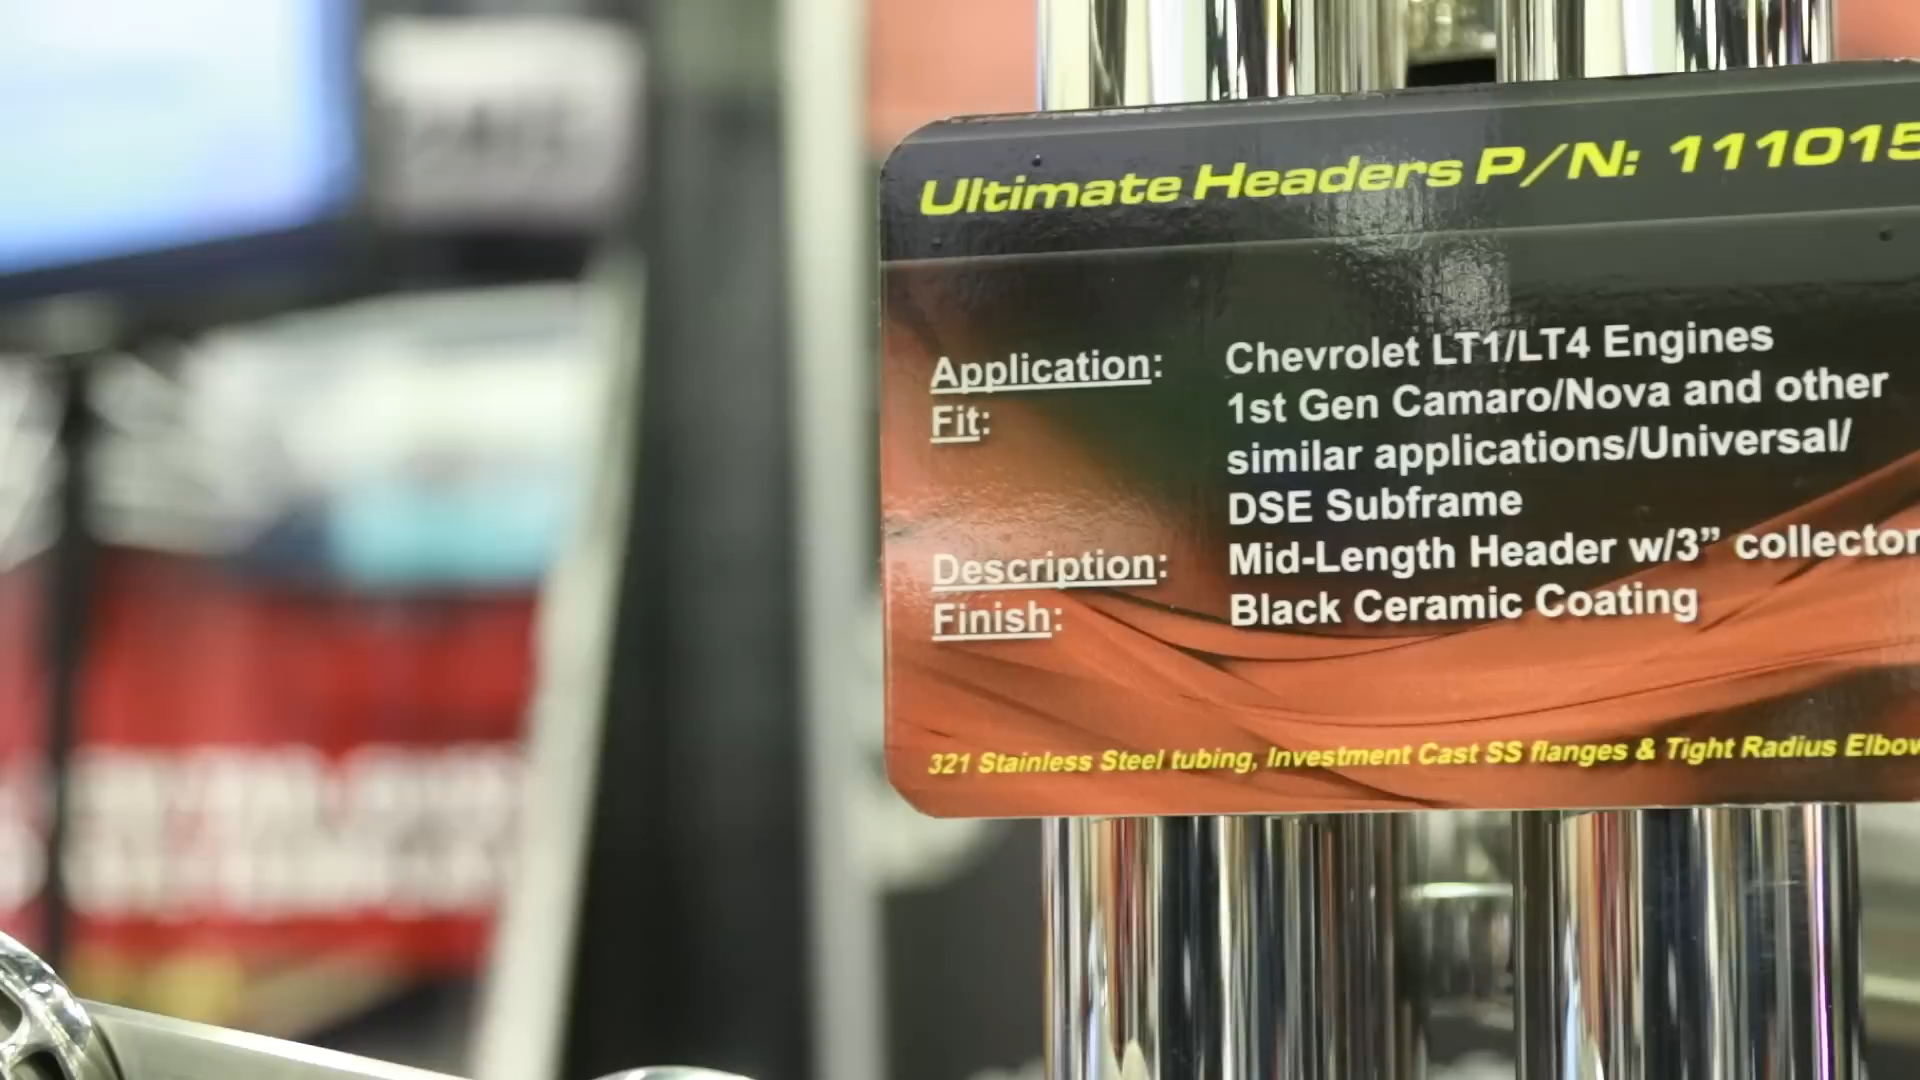 Ultimate Headers P/N: 111015
Application: Chevrolet LT1/LT4 Engines
Fit: 1st Gen Camaro/Nova and other
similar applications/Universal/
DSE Subframe
Description: Mid-Length Header w/3” collector
Finish: Black Ceramic Coating
321 Stainless Steel tubing, Investment Cast SS flanges & Tight Radius Elbow